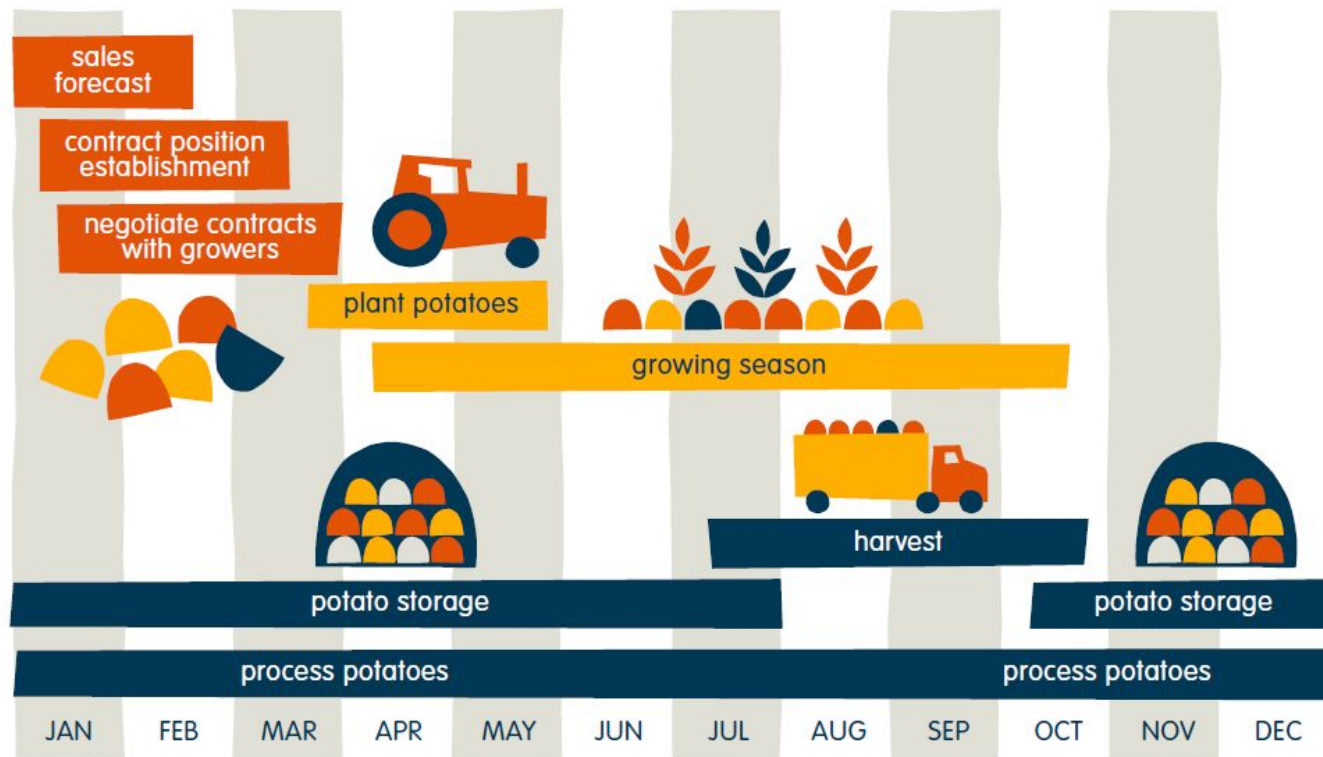 sales
forecast
contract position
establishment
negotiate contracts
with growers
plant potatoes
growing season
harvest
potato storage
potato storage
process potatoes
process potatoes
JAN
FEB
MAR
APR
MAY
JUN
JUL
AUG
SEP
OCT
NOV
DEC